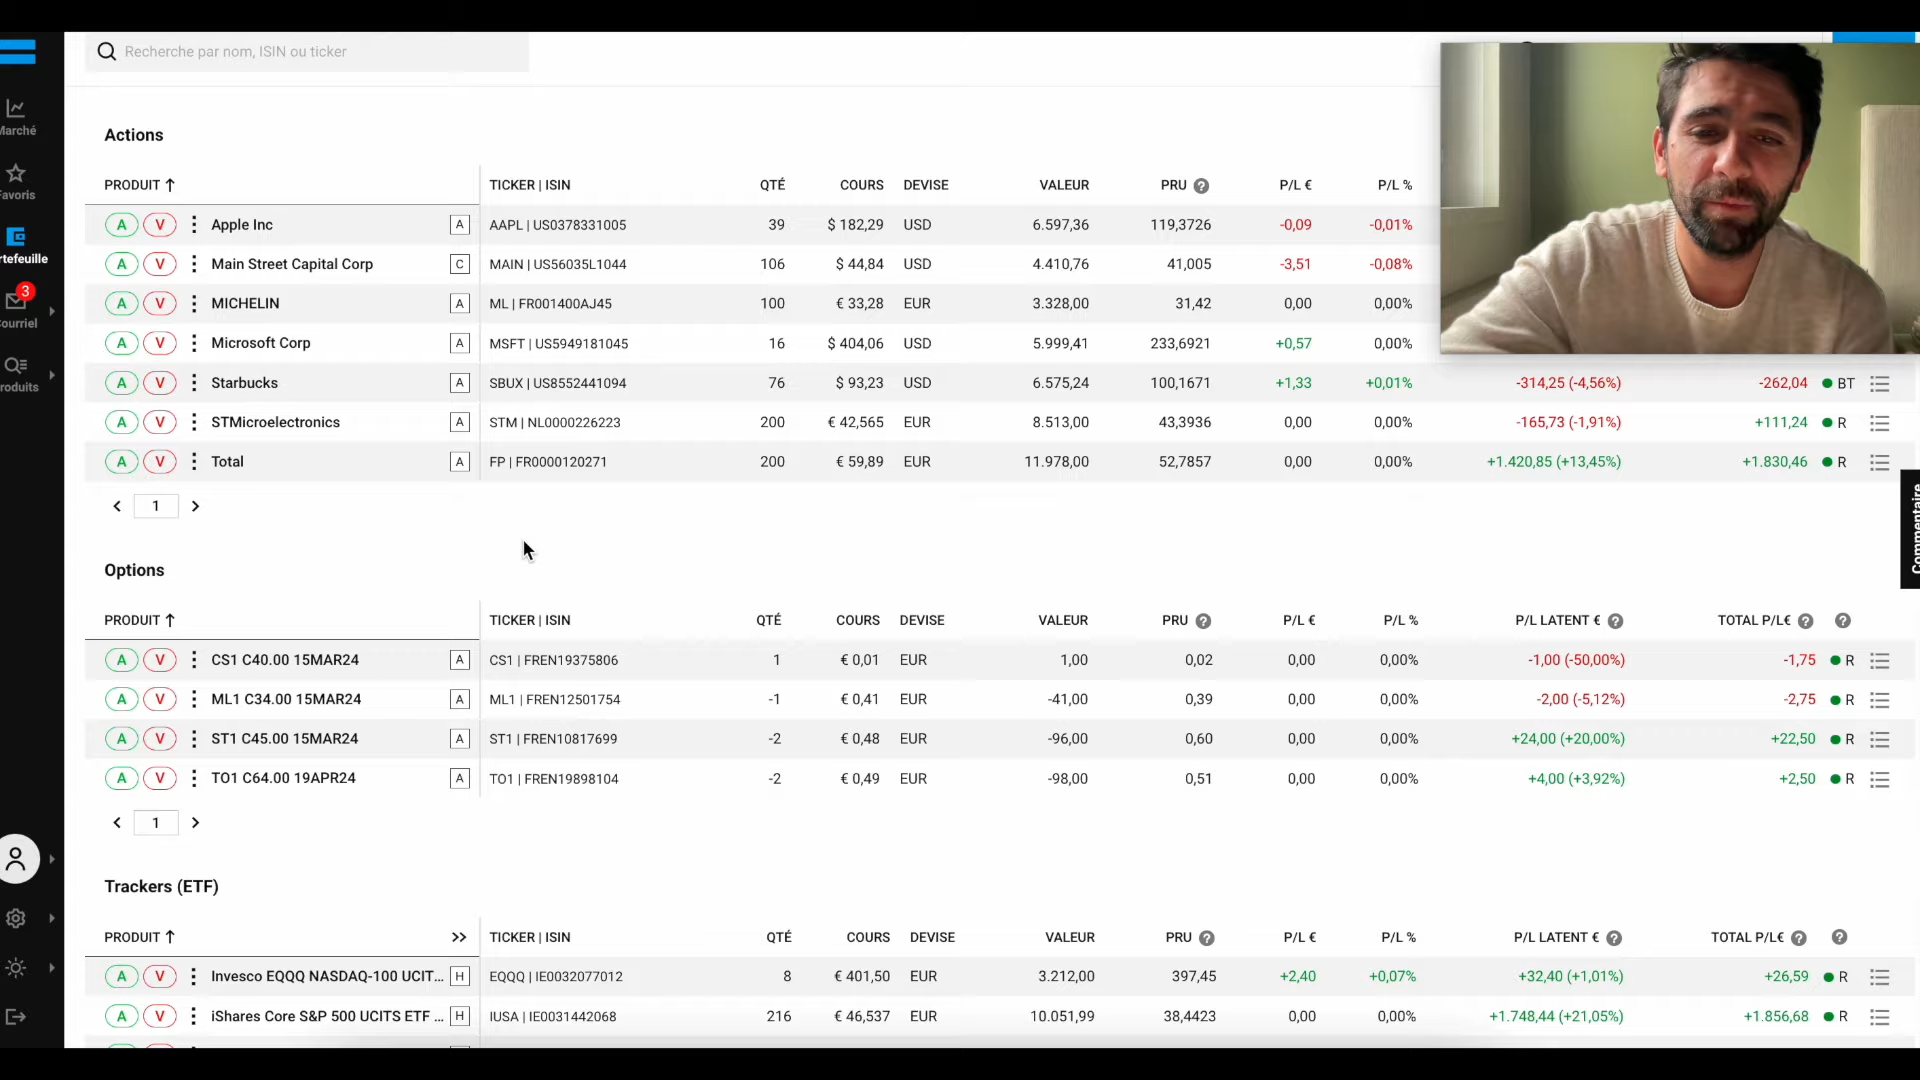 Recherche par nom, ISIN ou ticker
Marché
Favoris
rtefeuille
3
ourriel
roduits
Actions
PRODUIT ↑ TICKER | ISIN QTÉ COURS DEVISE VALEUR PRU ? P/L € P/L %
A V Apple Inc A AAPL | US0378331005 39 $ 182,29 USD 6.597,36 119,3726 -0,09 -0,01%
A V Main Street Capital Corp C MAIN | US56035L1044 106 $ 44,84 USD 4.410,76 41,005 -3,51 -0,08%
A V MICHELIN A ML | FR001400AJ45 100 € 33,28 EUR 3.328,00 31,42 0,00 0,00%
A V Microsoft Corp A MSFT | US5949181045 16 $ 404,06 USD 5.999,41 233,6921 +0,57 0,00%
A V Starbucks A SBUX | US8552441094 76 $ 93,23 USD 6.575,24 100,1671 +1,33 +0,01% -314,25 (-4,56%) -262,04 BT
A V STMicroelectronics A STM | NL0000226223 200 € 42,565 EUR 8.513,00 43,3936 0,00 0,00% -165,73 (-1,91%) +111,24 R
A V Total A FP | FR0000120271 200 € 59,89 EUR 11.978,00 52,7857 0,00 0,00% +1.420,85 (+13,45%) +1.830,46 R
< 1 >
Commentaire
Options
PRODUIT ↑ TICKER | ISIN QTÉ COURS DEVISE VALEUR PRU ? P/L € P/L % P/L LATENT € ? TOTAL P/L€ ? ?
A V CS1 C40.00 15MAR24 A CS1 | FREN19375806 1 € 0,01 EUR 1,00 0,02 0,00 0,00% -1,00 (-50,00%) -1,75 R
A V ML1 C34.00 15MAR24 A ML1 | FREN12501754 -1 € 0,41 EUR -41,00 0,39 0,00 0,00% -2,00 (-5,12%) -2,75 R
A V ST1 C45.00 15MAR24 A ST1 | FREN10817699 -2 € 0,48 EUR -96,00 0,60 0,00 0,00% +24,00 (+20,00%) +22,50 R
A V TO1 C64.00 19APR24 A TO1 | FREN19898104 -2 € 0,49 EUR -98,00 0,51 0,00 0,00% +4,00 (+3,92%) +2,50 R
< 1 >
Trackers (ETF)
PRODUIT ↑ >> TICKER | ISIN QTÉ COURS DEVISE VALEUR PRU ? P/L € P/L % P/L LATENT € ? TOTAL P/L€ ? ?
A V Invesco EQQQ NASDAQ-100 UCIT... H EQQQ | IE0032077012 8 € 401,50 EUR 3.212,00 397,45 +2,40 +0,07% +32,40 (+1,01%) +26,59 R
A V iShares Core S&P 500 UCITS ETF ... H IUSA | IE0031442068 216 € 46,537 EUR 10.051,99 38,4423 0,00 0,00% +1.748,44 (+21,05%) +1.856,68 R